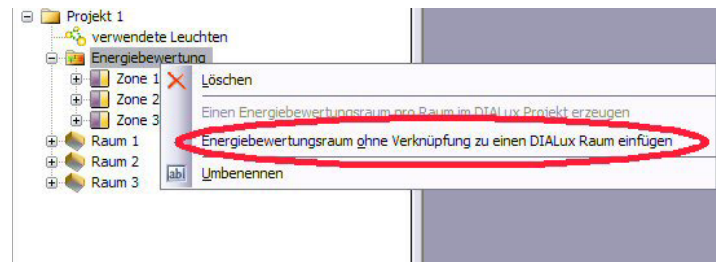 Projekt 1
verwendete Leuchten
Energiebewertung
Zone 1
Löschen
Zone 2
Einen Energiebewertungsraum pro Raum im DIALux Projekt erzeugen
Zone 3
Raum 1
Energiebewertungsraum ohne Verknüpfung zu einen DIALux Raum einfügen
Raum 2
abl Umbenennen
Raum 3